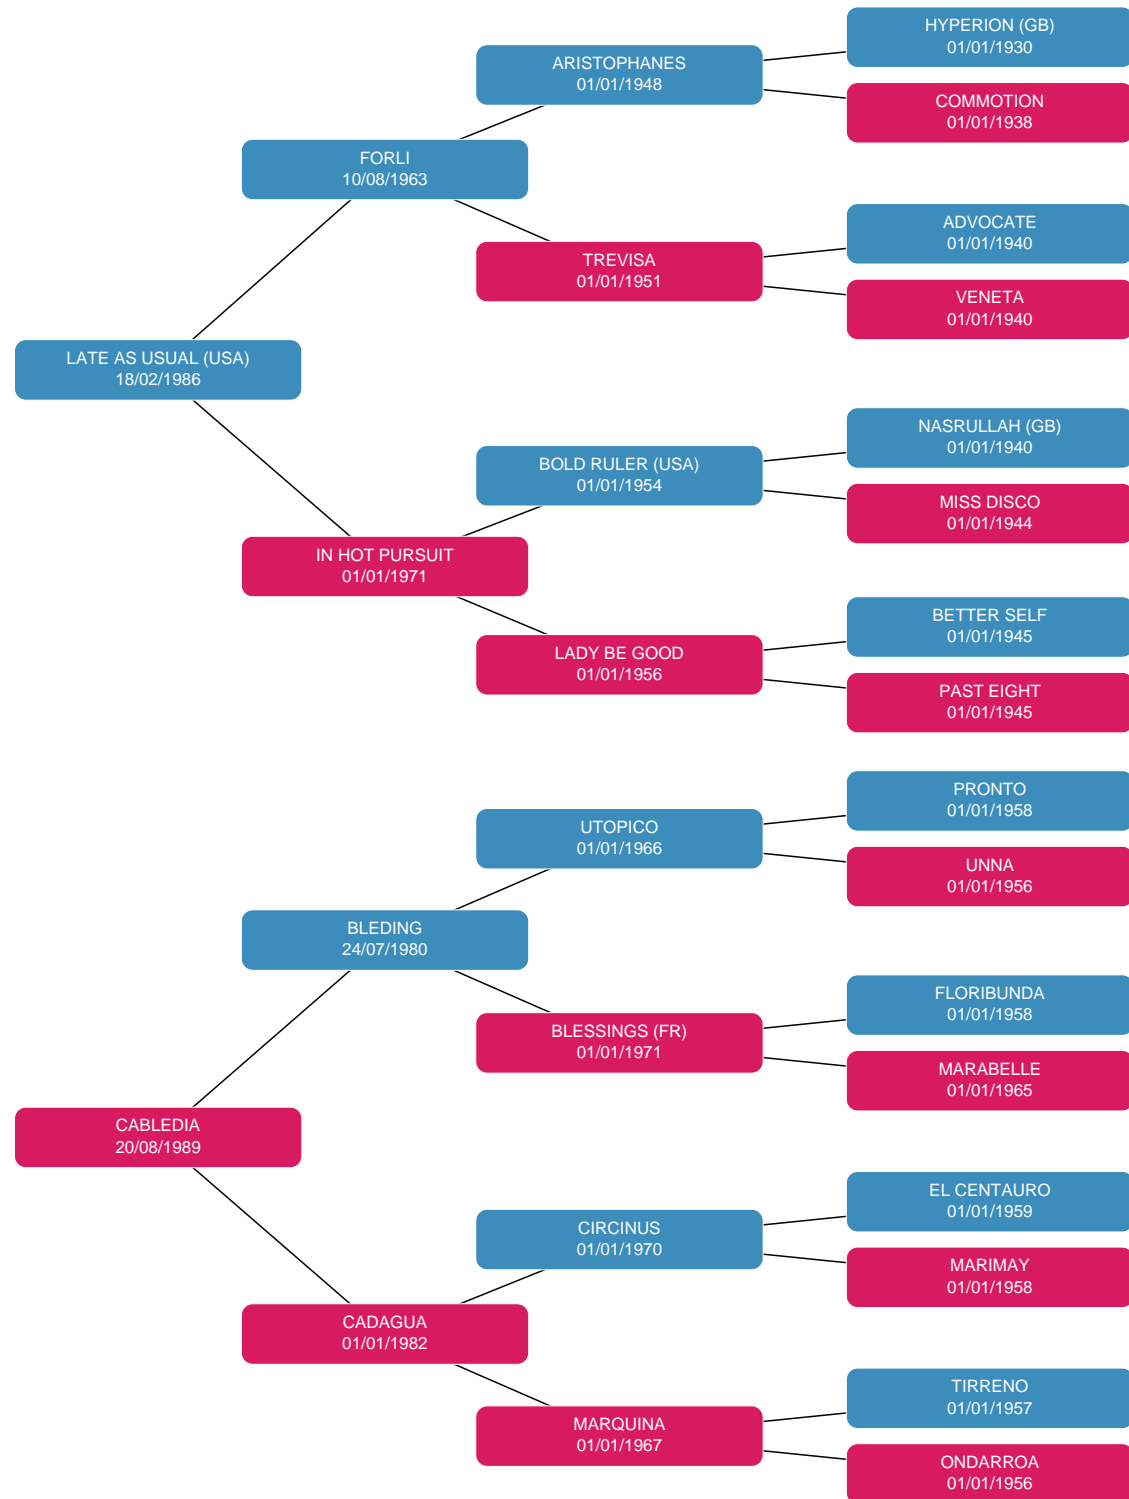 HYPERION (GB)
01/01/1930
ARISTOPHANES
01/01/1948
COMMOTION
01/01/1938
FORLI
10/08/1963
ADVOCATE
01/01/1940
TREVISA
01/01/1951
VENETA
01/01/1940
LATE AS USUAL (USA)
18/02/1986
NASRULLAH (GB)
01/01/1940
BOLD RULER (USA)
01/01/1954
MISS DISCO
01/01/1944
IN HOT PURSUIT
01/01/1971
BETTER SELF
01/01/1945
LADY BE GOOD
01/01/1956
PAST EIGHT
01/01/1945
PRONTO
01/01/1958
UTOPICO
01/01/1966
UNNA
01/01/1956
BLEDING
24/07/1980
FLORIBUNDA
01/01/1958
BLESSINGS (FR)
01/01/1971
MARABELLE
01/01/1965
CABLEDIA
20/08/1989
EL CENTAURO
01/01/1959
CIRCINUS
01/01/1970
MARIMAY
01/01/1958
CADAGUA
01/01/1982
TIRRENO
01/01/1957
MARQUINA
01/01/1967
ONDARROA
01/01/1956